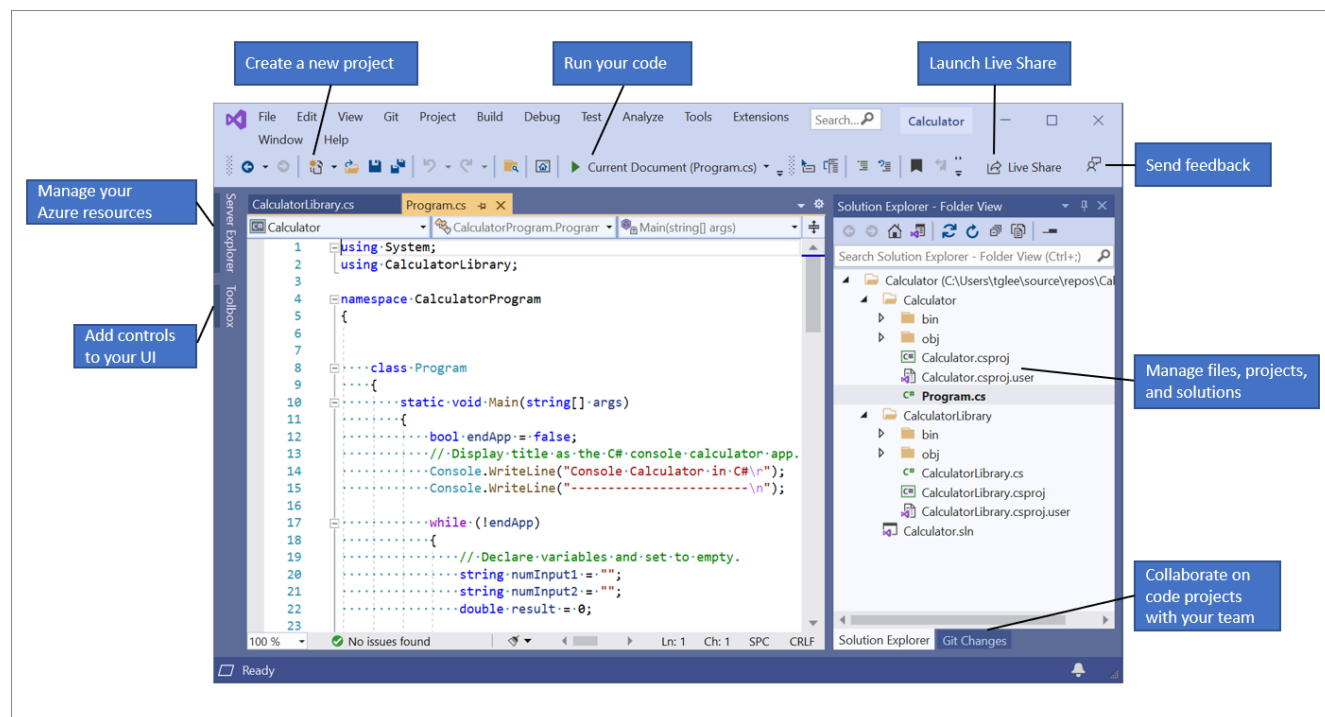 Create a new project
Run your code
Launch Live Share
File Edit View Git Project Build Debug Test Analyze Tools Extensions Search... Calculator
Window Help
Current Document (Program.cs) Live Share
Send feedback
Manage your
Azure resources
Server Explorer
Toolbox
Add controls
to your UI
CalculatorLibrary.cs Program.cs
Calculator CalculatorProgram.Program Main(string[] args)
1 using System;
2 using CalculatorLibrary;
3
4 namespace CalculatorProgram
5 {
6
7
8 class Program
9 {
10 static void Main(string[] args)
11 {
12 bool endApp = false;
13 // Display title as the C# console calculator app.
14 Console.WriteLine("Console Calculator in C#\r");
15 Console.WriteLine("------------------------\n");
16
17 while (!endApp)
18 {
19 // Declare variables and set to empty.
20 string numInput1 = "";
21 string numInput2 = "";
22 double result = 0;
23
100 % No issues found Ln: 1 Ch: 1 SPC CRLF
Ready
Solution Explorer - Folder View
Search Solution Explorer - Folder View (Ctrl+;)
Calculator (C:\Users\tglee\source\repos\Cal
Calculator
bin
obj
Calculator.csproj
Calculator.csproj.user
Program.cs
CalculatorLibrary
bin
obj
CalculatorLibrary.cs
CalculatorLibrary.csproj
CalculatorLibrary.csproj.user
Calculator.sln
Solution Explorer Git Changes
Manage files, projects,
and solutions
Collaborate on
code projects
with your team